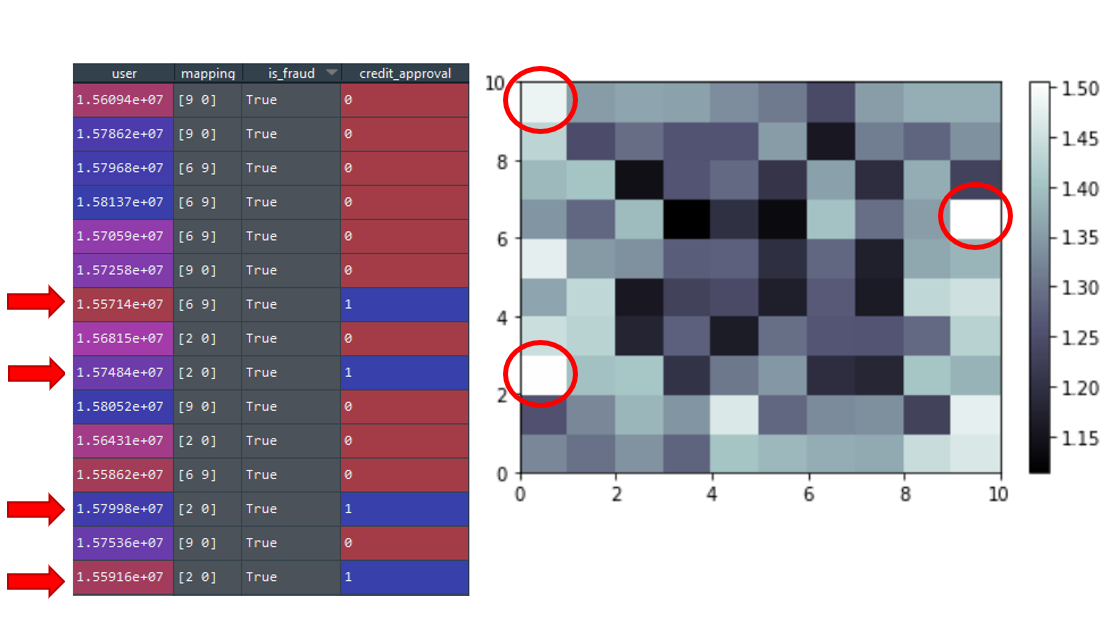 user mapping is_fraud credit_approval
1.56094e+07 [9 0] True 0
1.57862e+07 [9 0] True 0
1.57968e+07 [6 9] True 0
1.58137e+07 [6 9] True 0
1.57059e+07 [6 9] True 0
1.57258e+07 [9 0] True 0
1.55714e+07 [6 9] True 1
1.56815e+07 [2 0] True 0
1.57484e+07 [2 0] True 1
1.58052e+07 [9 0] True 0
1.56431e+07 [2 0] True 0
1.55862e+07 [6 9] True 0
1.57998e+07 [2 0] True 1
1.57536e+07 [9 0] True 0
1.55916e+07 [2 0] True 1
10
8
6
4
2
0
0 2 4 6 8 10
1.50
1.45
1.40
1.35
1.30
1.25
1.20
1.15